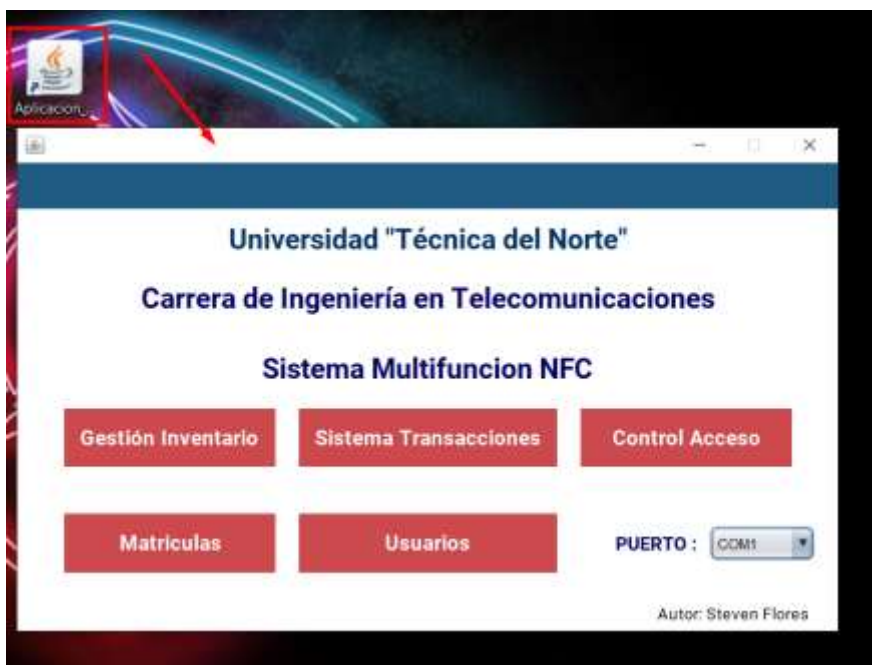 Aplicacion_...
Universidad "Técnica del Norte"
Carrera de Ingeniería en Telecomunicaciones
Sistema Multifuncion NFC
Gestión Inventario
Sistema Transacciones
Control Acceso
Matriculas
Usuarios
PUERTO :
COM1
Autor: Steven Flores